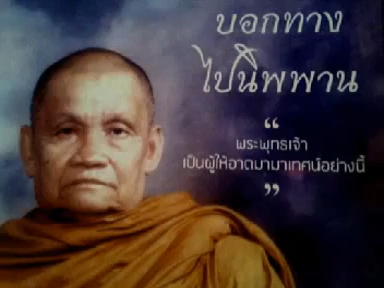 บอกทาง
ไปนิพพาน
“
พระพุทธเจ้า
เป็นผู้ให้อาตมามาเทศน์อย่างนี้
”